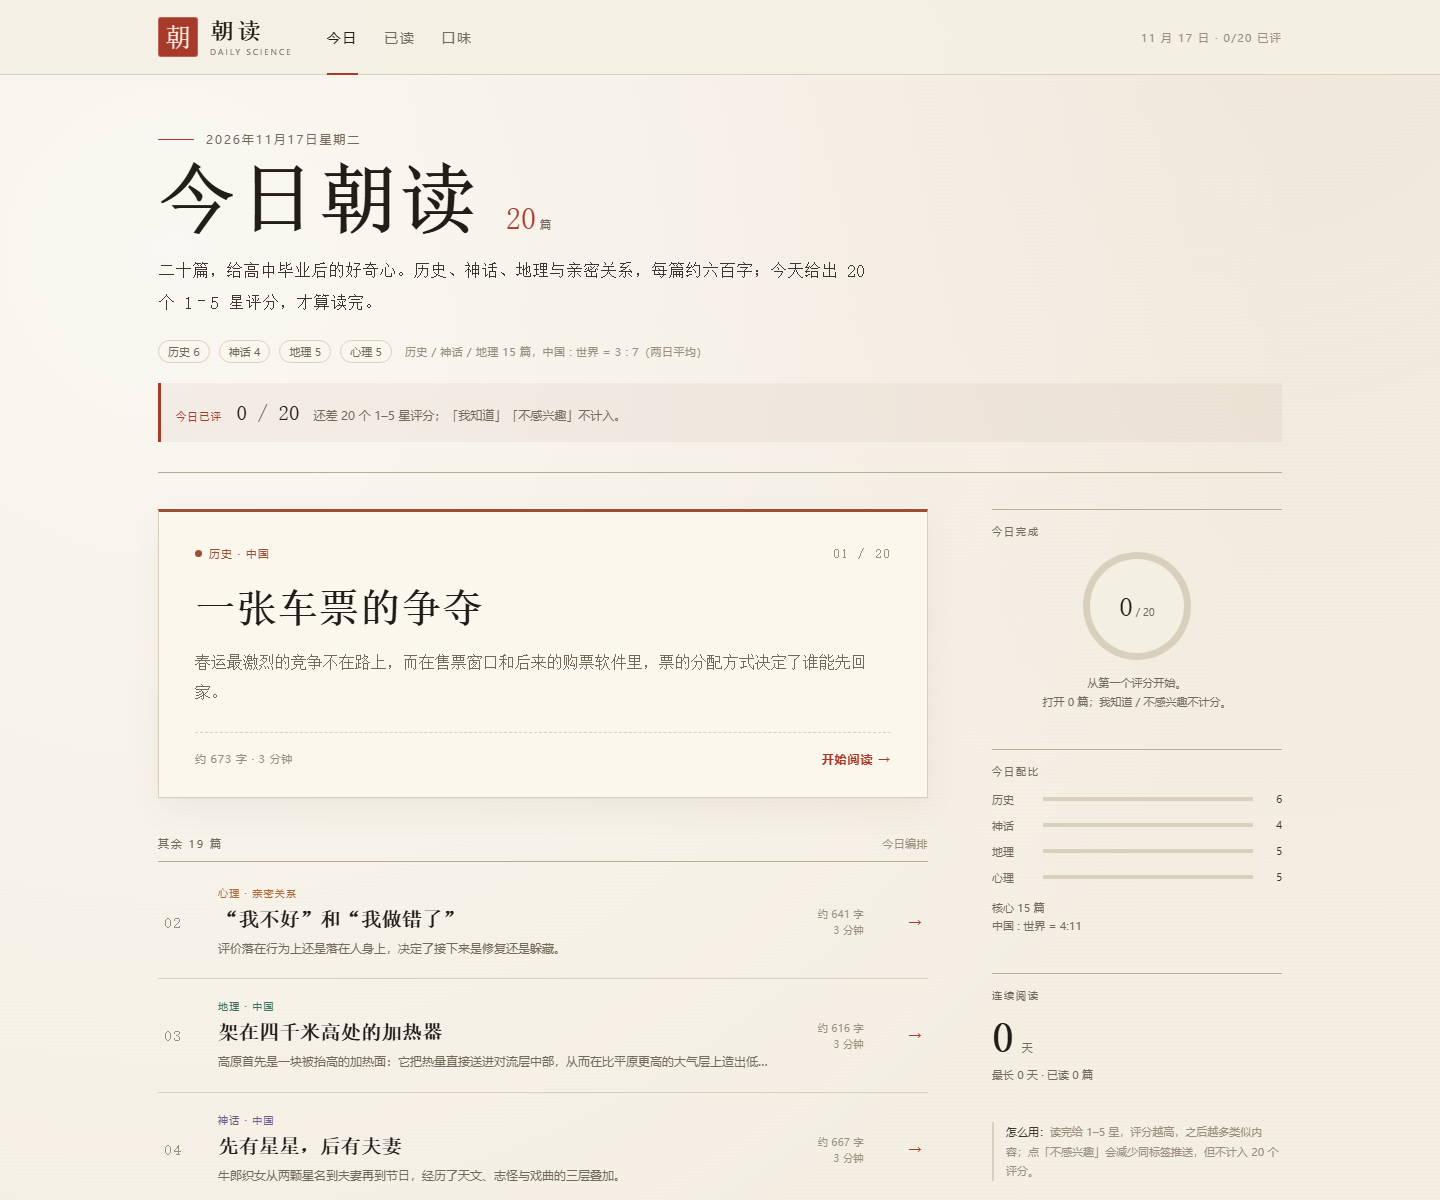 朝
朝读
DAILY SCIENCE
今日
已读
口味
11 月 17 日 · 0/20 已评
2026年11月17日星期二
今日朝读
20 篇
二十篇，给高中毕业后的好奇心。历史、神话、地理与亲密关系，每篇约六百字；今天给出 20
个 1–5 星评分，才算读完。
历史 6
神话 4
地理 5
心理 5
历史 / 神话 / 地理 15 篇，中国 : 世界 = 3 : 7（两日平均）
今日已评 0 / 20 还差 20 个 1–5 星评分；「我知道」「不感兴趣」不计入。
历史 · 中国
01 / 20
一张车票的争夺
春运最激烈的竞争不在路上，而在售票窗口和后来的购票软件里，票的分配方式决定了谁能先回
家。
约 673 字 · 3 分钟
开始阅读 →
其余 19 篇
今日编排
02
心理 · 亲密关系
“我不好”和“我做错了”
评价落在行为上还是落在人身上，决定了接下来是修复还是躲藏。
约 641 字
3 分钟
→
03
地理 · 中国
架在四千米高处的加热器
高原首先是一块被抬高的加热面：它把热量直接送进对流层中部，从而在比平原更高的大气层上造出低...
约 616 字
3 分钟
→
04
神话 · 中国
先有星星，后有夫妻
牛郎织女从两颗星名到夫妻再到节日，经历了天文、志怪与戏曲的三层叠加。
约 667 字
3 分钟
→
今日完成
0 / 20
从第一个评分开始。
打开 0 篇；我知道 / 不感兴趣不计分。
今日配比
历史 6
神话 4
地理 5
心理 5
核心 15 篇
中国 : 世界 = 4:11
连续阅读
0 天
最长 0 天 · 已读 0 篇
怎么用：读完给 1–5 星，评分越高，之后越多类似内
容；点「不感兴趣」会减少同标签推送，但不计入 20 个
评分。